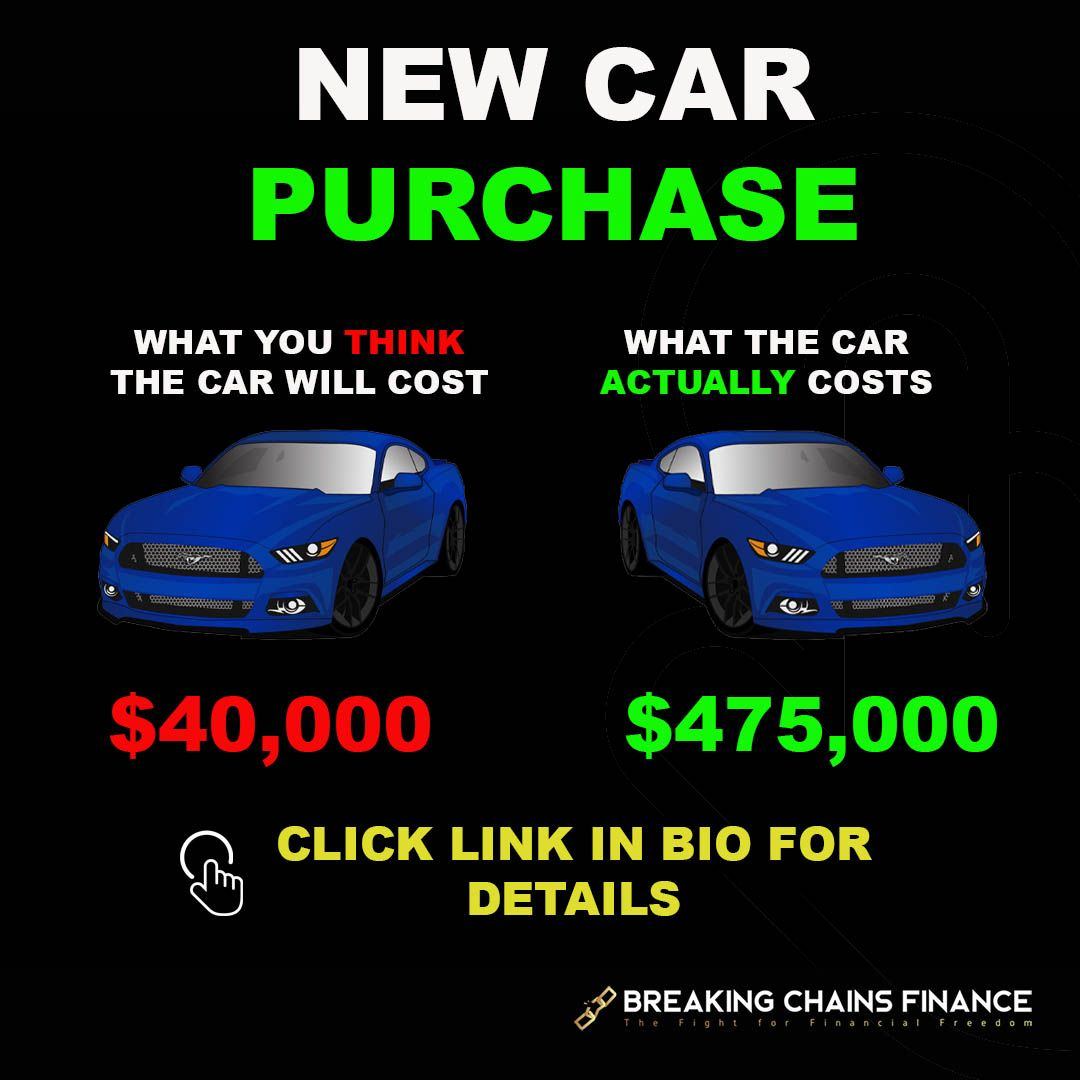 NEW CAR
PURCHASE
WHAT YOU THINK
THE CAR WILL COST
WHAT THE CAR
ACTUALLY COSTS
$40,000
$475,000
CLICK LINK IN BIO FOR
DETAILS
BREAKING CHAINS FINANCE
The Fight for Financial Freedom